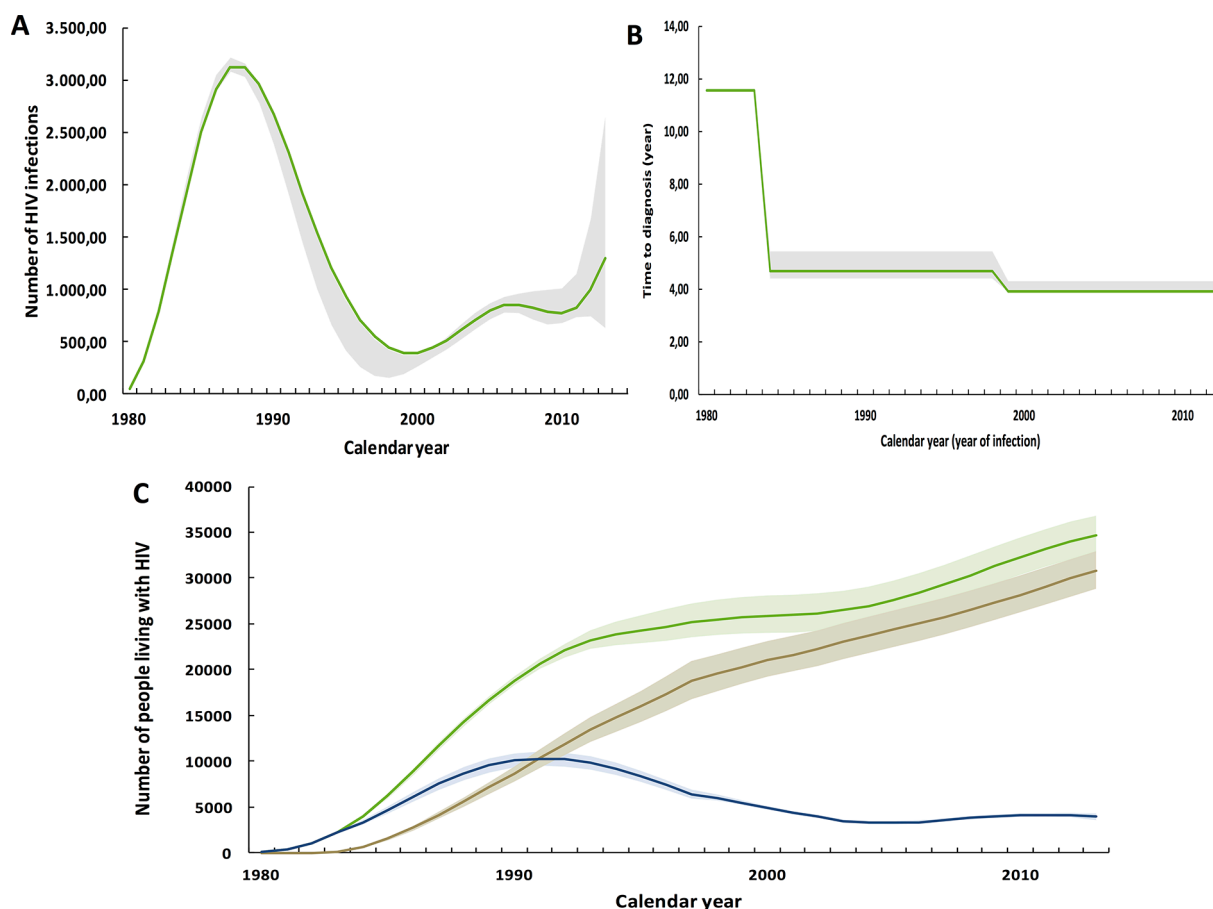 A
Number of HIV infections
3.500,00
3.000,00
2.500,00
2.000,00
1.500,00
1.000,00
500,00
0,00
1980 1990 2000 2010
Calendar year
B
Time to diagnosis (year)
14,00
12,00
10,00
8,00
6,00
4,00
2,00
0,00
1980 1990 2000 2010
Calendar year (year of infection)
C
Number of people living with HIV
40000
35000
30000
25000
20000
15000
10000
5000
0
1980 1990 2000 2010
Calendar year